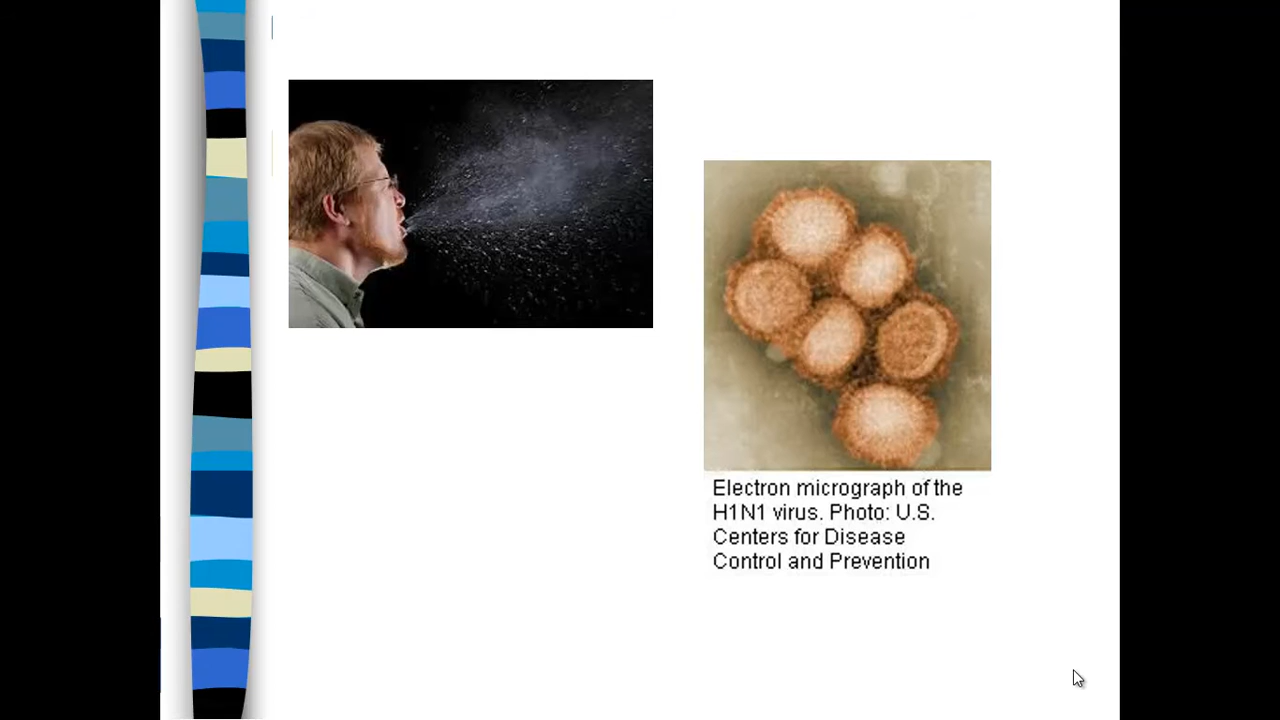 Electron micrograph of the
H1N1 virus. Photo: U.S.
Centers for Disease
Control and Prevention